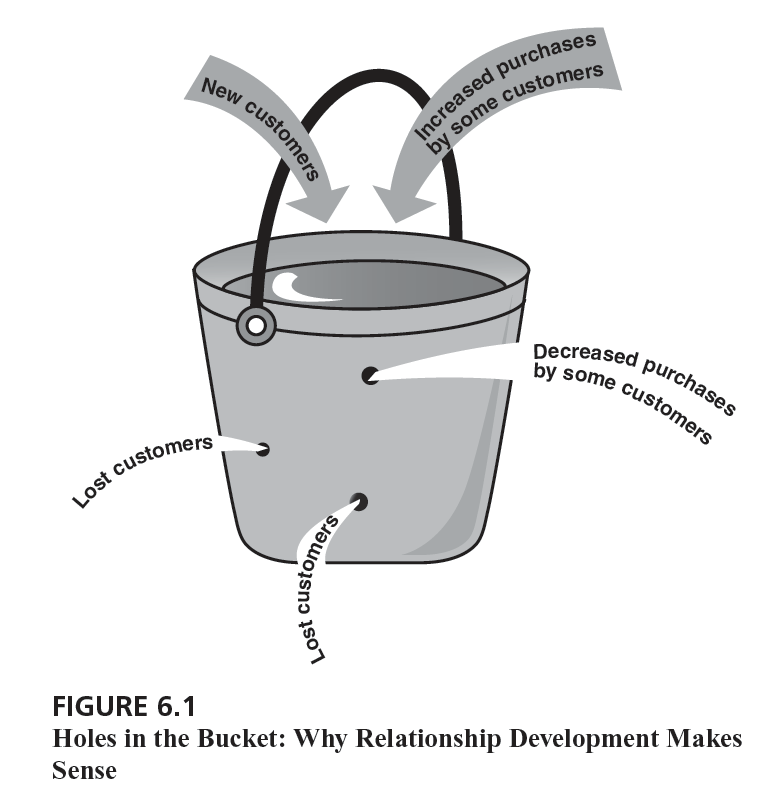 New customers
Increased purchases
by some customers
Decreased purchases
by some customers
Lost customers
Lost customers
FIGURE 6.1
Holes in the Bucket: Why Relationship Development Makes
Sense